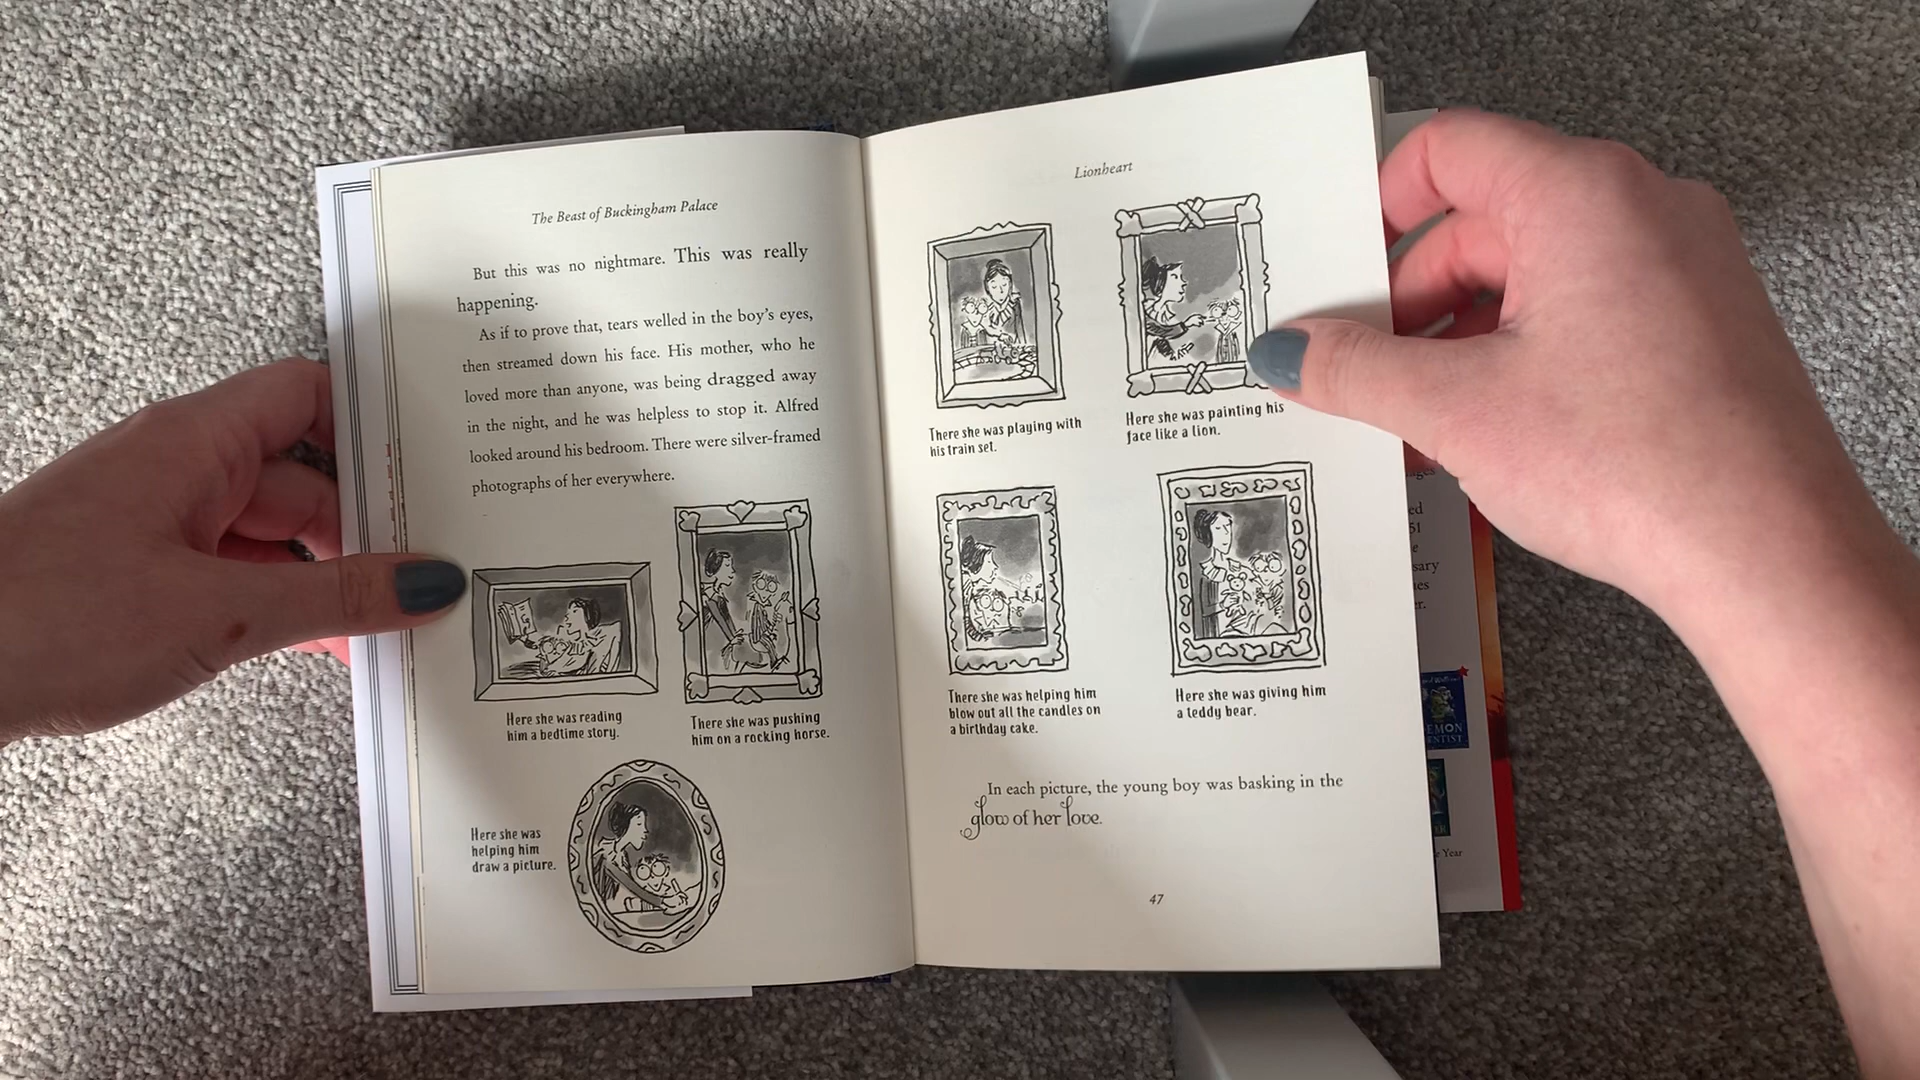 The Beast of Buckingham Palace
But this was no nightmare. This was really
happening.
As if to prove that, tears welled in the boy's eyes,
then streamed down his face. His mother, who he
loved more than anyone, was being dragged away
in the night, and he was helpless to stop it. Alfred
looked around his bedroom. There were silver-framed
photographs of her everywhere.
Here she was reading
him a bedtime story.
There she was pushing
him on a rocking horse.
Here she was
helping him
draw a picture.
Lionheart
There she was playing with
his train set.
Here she was painting his
face like a lion.
There she was helping him
blow out all the candles on
a birthday cake.
Here she was giving him
a teddy bear.
In each picture, the young boy was basking in the
glow of her love.
47
Year